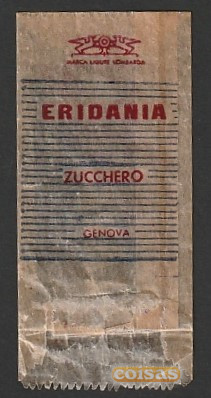 MARCA LIGURE LOMBARDA
ERIDANIA
ZUCCHERO
GENOVA
coisas